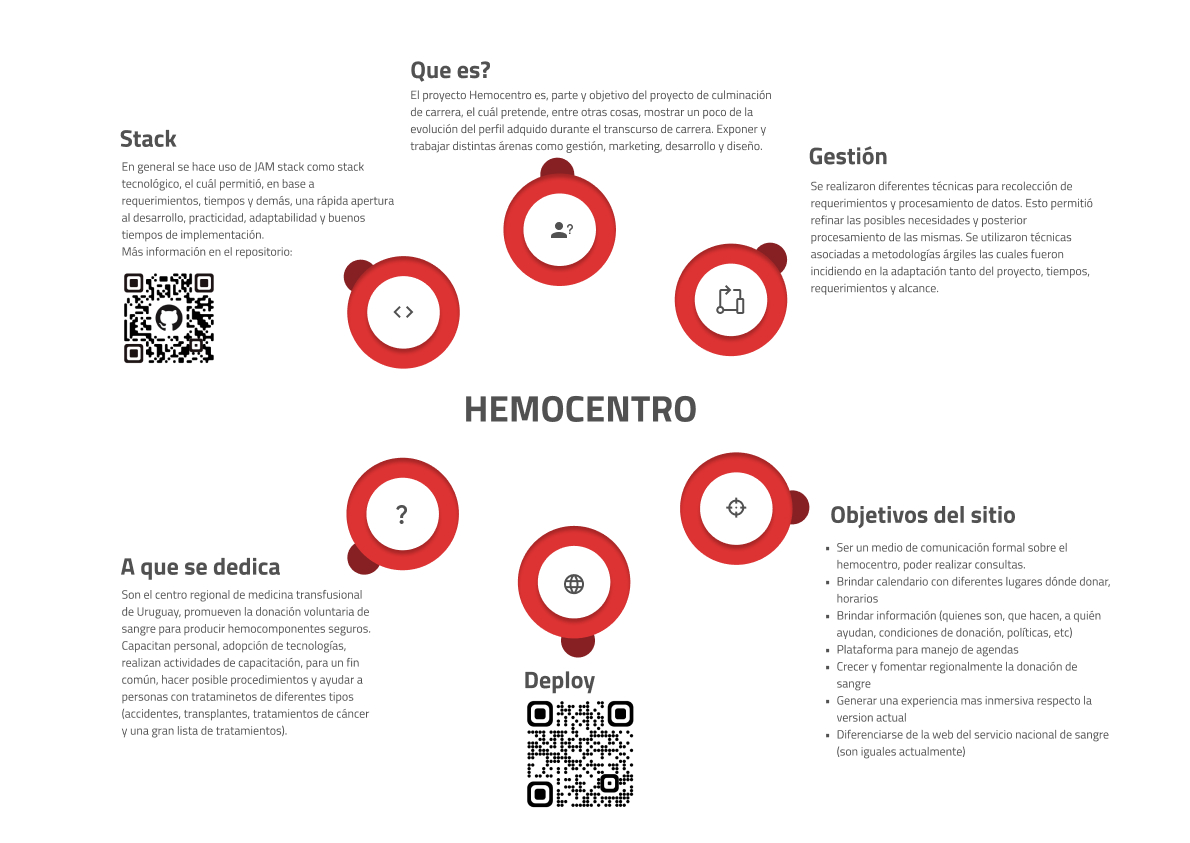 Que es?
El proyecto Hemocentro es, parte y objetivo del proyecto de culminación
de carrera, el cuál pretende, entre otras cosas, mostrar un poco de la
evolución del perfil adquido durante el transcurso de carrera. Exponer y
trabajar distintas árenas como gestión, marketing, desarrollo y diseño.
Stack
En general se hace uso de JAM stack como stack
tecnológico, el cuál permitió, en base a
requerimientos, tiempos y demás, una rápida apertura
al desarrollo, practicidad, adaptabilidad y buenos
tiempos de implementación.
Más información en el repositorio:
Gestión
Se realizaron diferentes técnicas para recolección de
requerimientos y procesamiento de datos. Esto permitió
refinar las posibles necesidades y posterior
procesamiento de las mismas. Se utilizaron técnicas
asociadas a metodologías árgiles las cuales fueron
incidiendo en la adaptación tanto del proyecto, tiempos,
requerimientos y alcance.
HEMOCENTRO
A que se dedica
Son el centro regional de medicina transfusional
de Uruguay, promueven la donación voluntaria de
sangre para producir hemocomponentes seguros.
Capacitan personal, adopción de tecnologías,
realizan actividades de capacitación, para un fin
común, hacer posible procedimientos y ayudar a
personas con trataminetos de diferentes tipos
(accidentes, transplantes, tratamientos de cáncer
y una gran lista de tratamientos).
Deploy
Objetivos del sitio
▪ Ser un medio de comunicación formal sobre el
hemocentro, poder realizar consultas.
▪ Brindar calendario con diferentes lugares dónde donar,
horarios
▪ Brindar información (quienes son, que hacen, a quién
ayudan, condiciones de donación, políticas, etc)
▪ Plataforma para manejo de agendas
▪ Crecer y fomentar regionalmente la donación de
sangre
▪ Generar una experiencia mas inmersiva respecto la
version actual
▪ Diferenciarse de la web del servicio nacional de sangre
(son iguales actualmente)